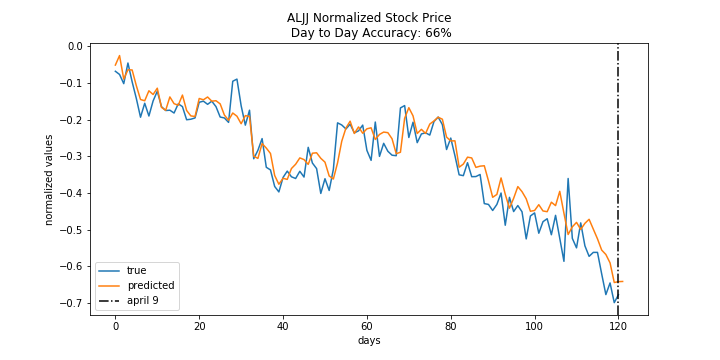 ALJJ Normalized Stock Price
Day to Day Accuracy: 66%
normalized values
0.0
−0.1
−0.2
−0.3
−0.4
−0.5
−0.6
−0.7
true
predicted
april 9
0
20
40
60
80
100
120
days